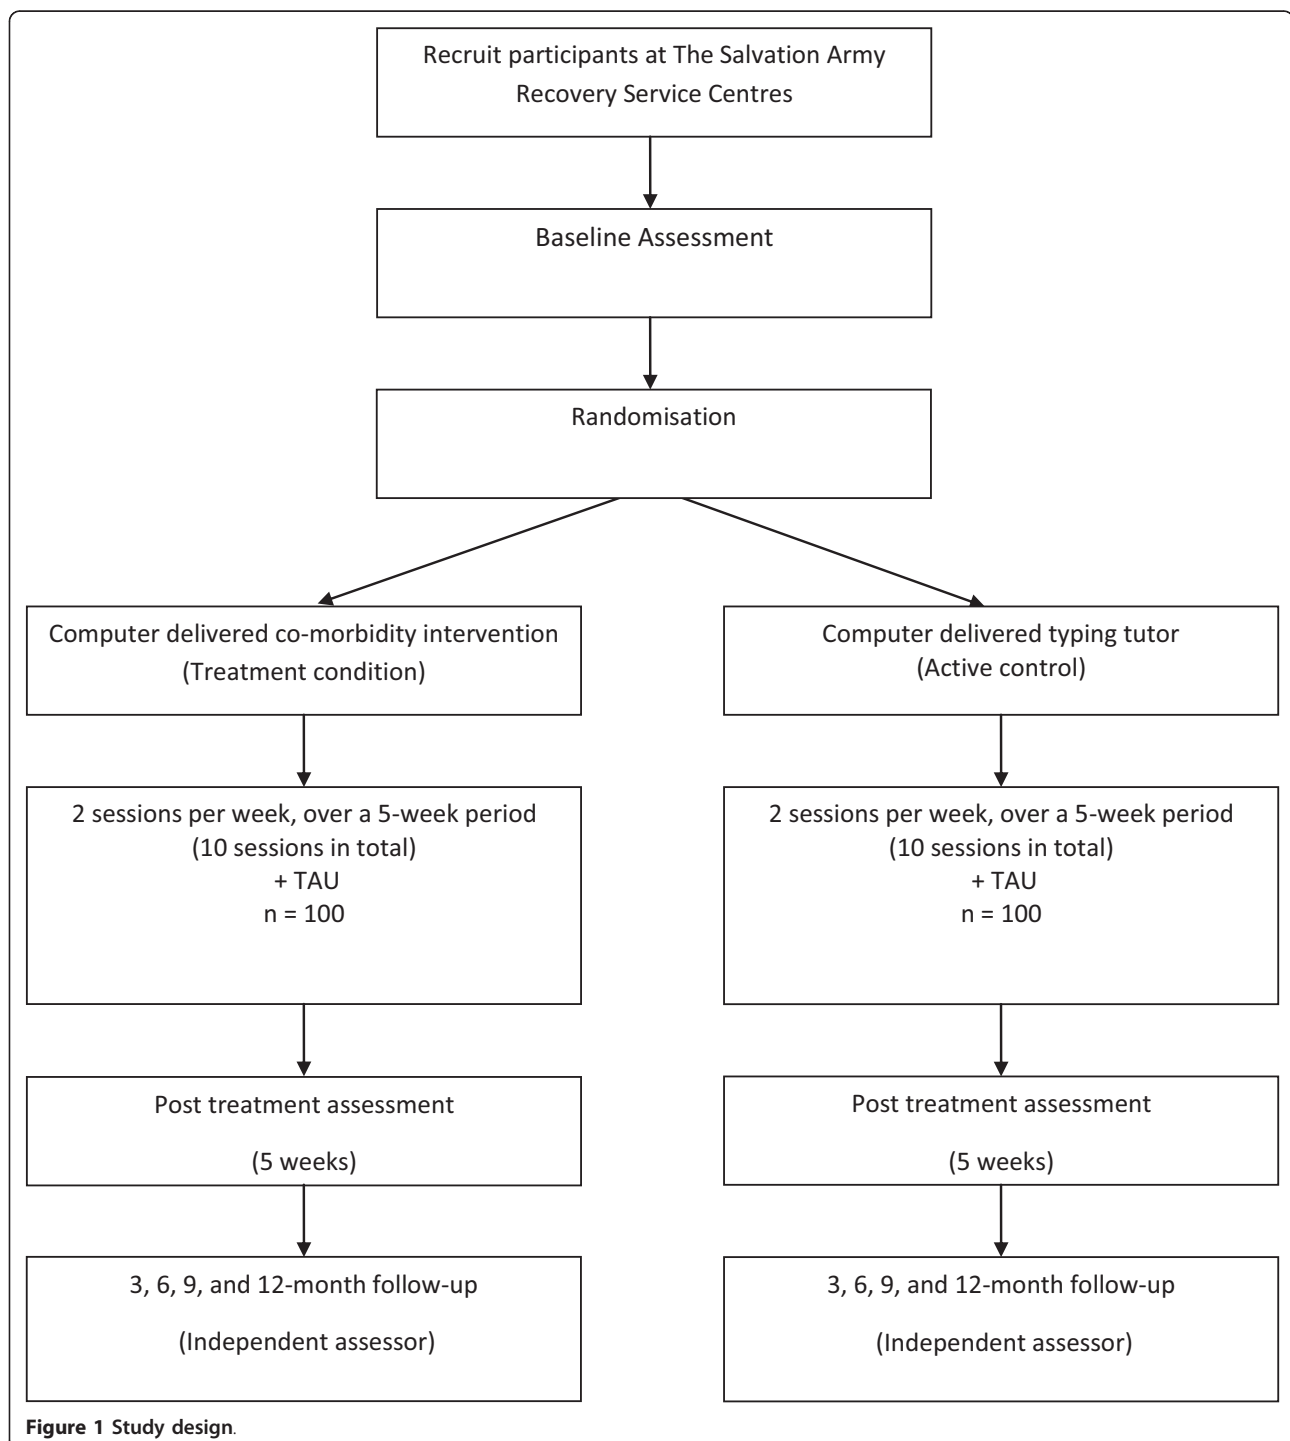 Recruit participants at The Salvation Army
Recovery Service Centres
Baseline Assessment
Randomisation
Computer delivered co-morbidity intervention
(Treatment condition)
Computer delivered typing tutor
(Active control)
2 sessions per week, over a 5-week period
(10 sessions in total)
+ TAU
n = 100
2 sessions per week, over a 5-week period
(10 sessions in total)
+ TAU
n = 100
Post treatment assessment
(5 weeks)
Post treatment assessment
(5 weeks)
3, 6, 9, and 12-month follow-up
(Independent assessor)
3, 6, 9, and 12-month follow-up
(Independent assessor)
Figure 1 Study design.